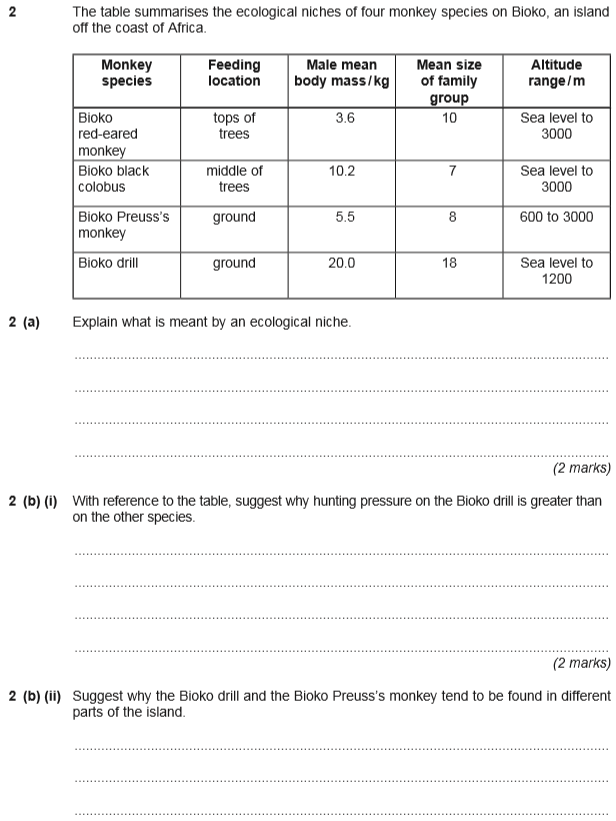 2 The table summarises the ecological niches of four monkey species on Bioko, an island
off the coast of Africa.
Monkey species Feeding location Male mean body mass/kg Mean size of family group Altitude range/m
Bioko red-eared monkey tops of trees 3.6 10 Sea level to 3000
Bioko black colobus middle of trees 10.2 7 Sea level to 3000
Bioko Preuss's monkey ground 5.5 8 600 to 3000
Bioko drill ground 20.0 18 Sea level to 1200
2 (a) Explain what is meant by an ecological niche.
(2 marks)
2 (b) (i) With reference to the table, suggest why hunting pressure on the Bioko drill is greater than
on the other species.
(2 marks)
2 (b) (ii) Suggest why the Bioko drill and the Bioko Preuss's monkey tend to be found in different
parts of the island.